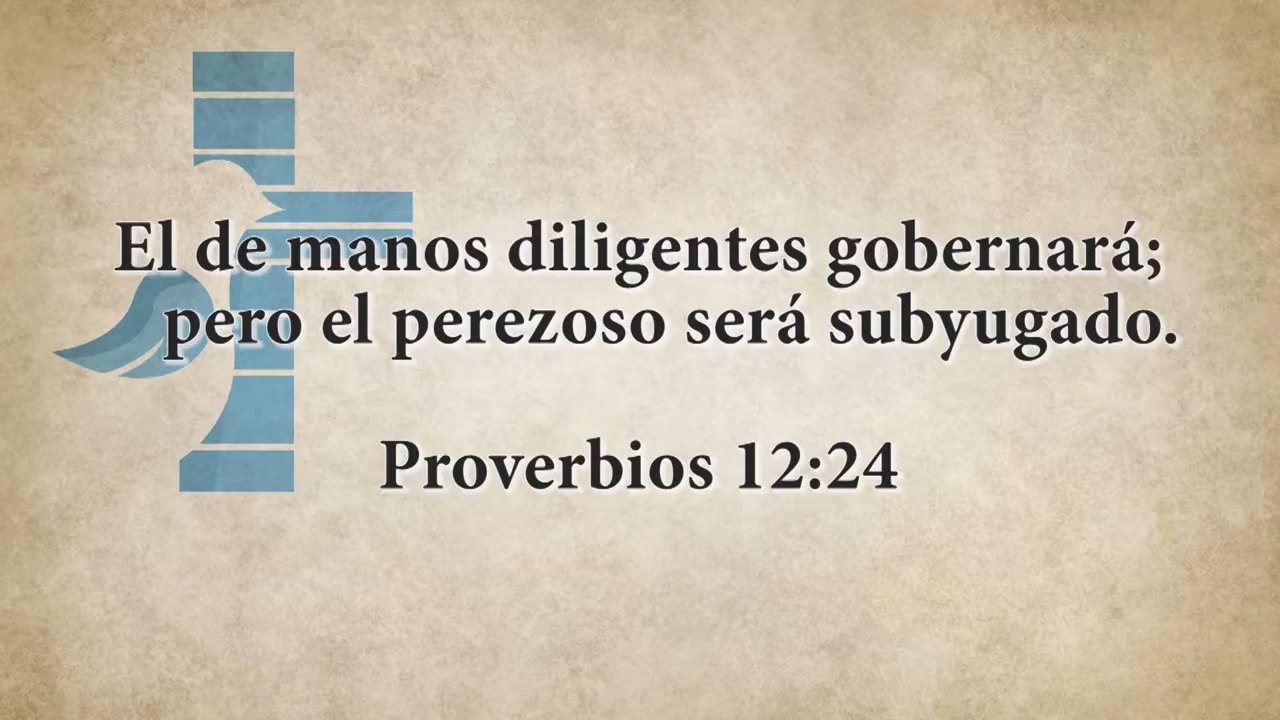 El de manos diligentes gobernará;
pero el perezoso será subyugado.
Proverbios 12:24